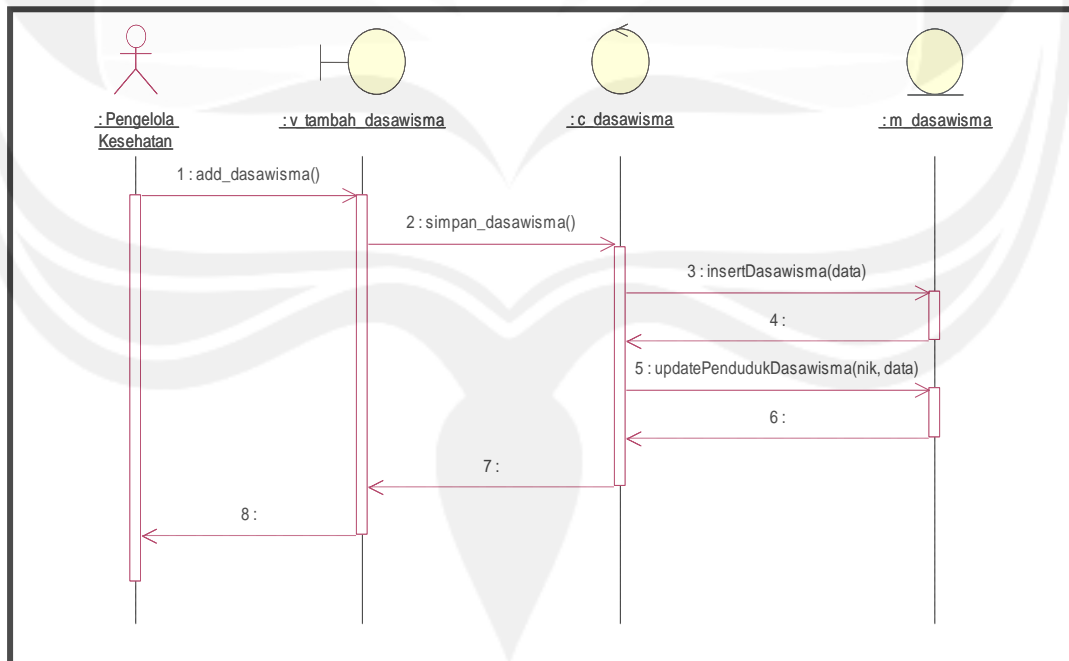 : Pengelola
Kesehatan
: v_tambah_dasawisma
: c_dasawisma
: m_dasawisma
1 : add_dasawisma()
2 : simpan_dasawisma()
3 : insertDasawisma(data)
4 :
5 : updatePendudukDasawisma(nik, data)
6 :
7 :
8 :